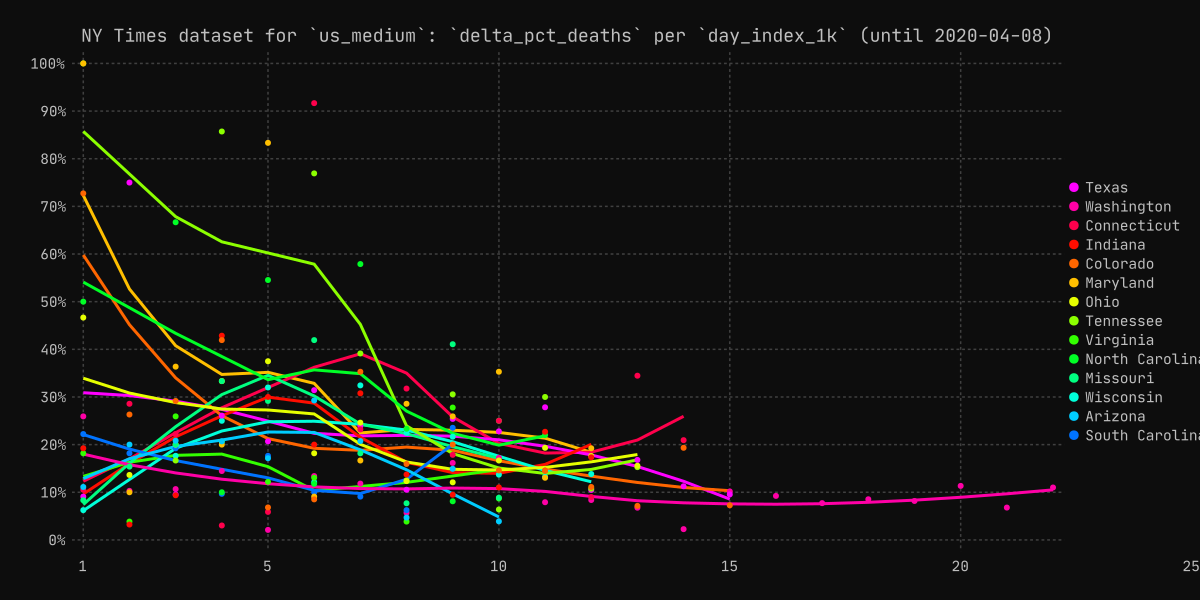 NY Times dataset for `us_medium`: `delta_pct_deaths` per `day_index_1k` (until 2020-04-08)
100%
90%
80%
70%
60%
50%
40%
30%
20%
10%
0%
1 5 10 15 20 25
Texas
Washington
Connecticut
Indiana
Colorado
Maryland
Ohio
Tennessee
Virginia
North Carolina
Missouri
Wisconsin
Arizona
South Carolina